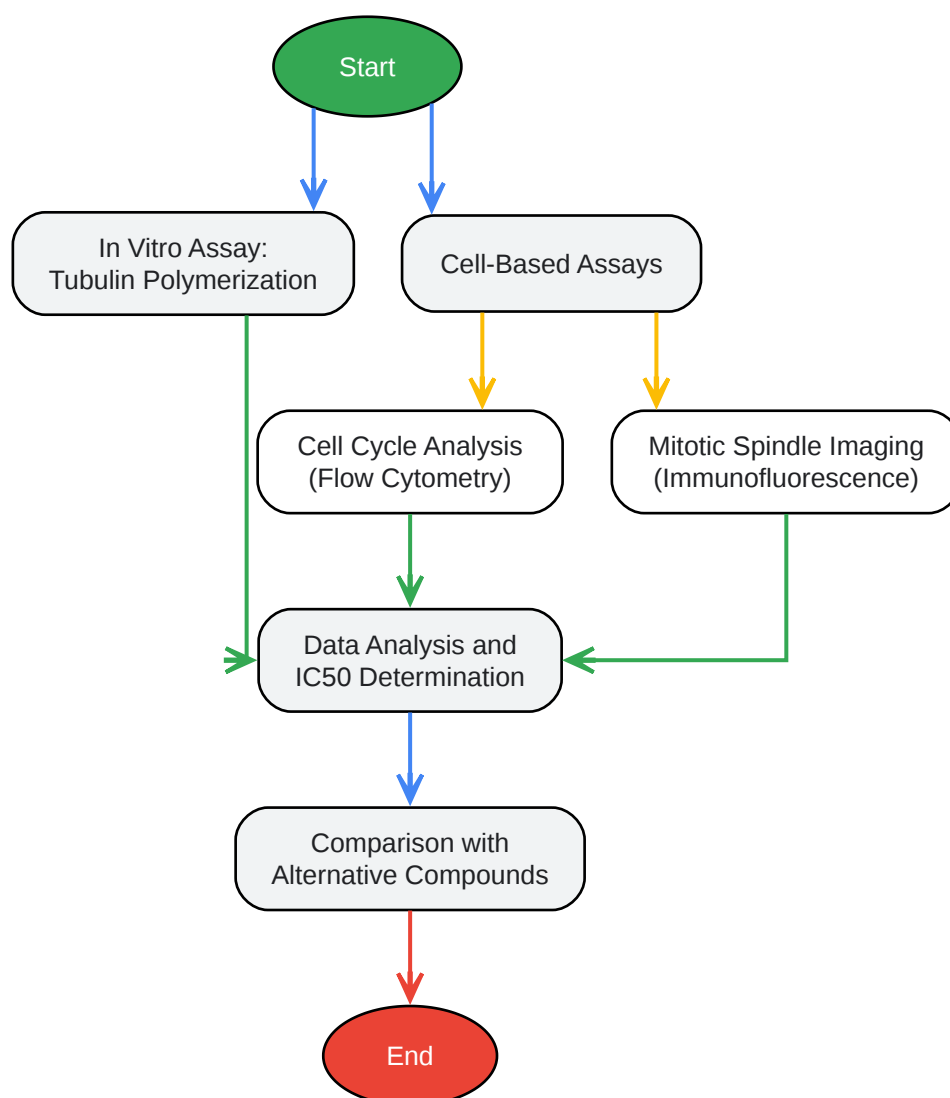 Start
In Vitro Assay:
Tubulin Polymerization
Cell-Based Assays
Cell Cycle Analysis
(Flow Cytometry)
Mitotic Spindle Imaging
(Immunofluorescence)
Data Analysis and
IC50 Determination
Comparison with
Alternative Compounds
End